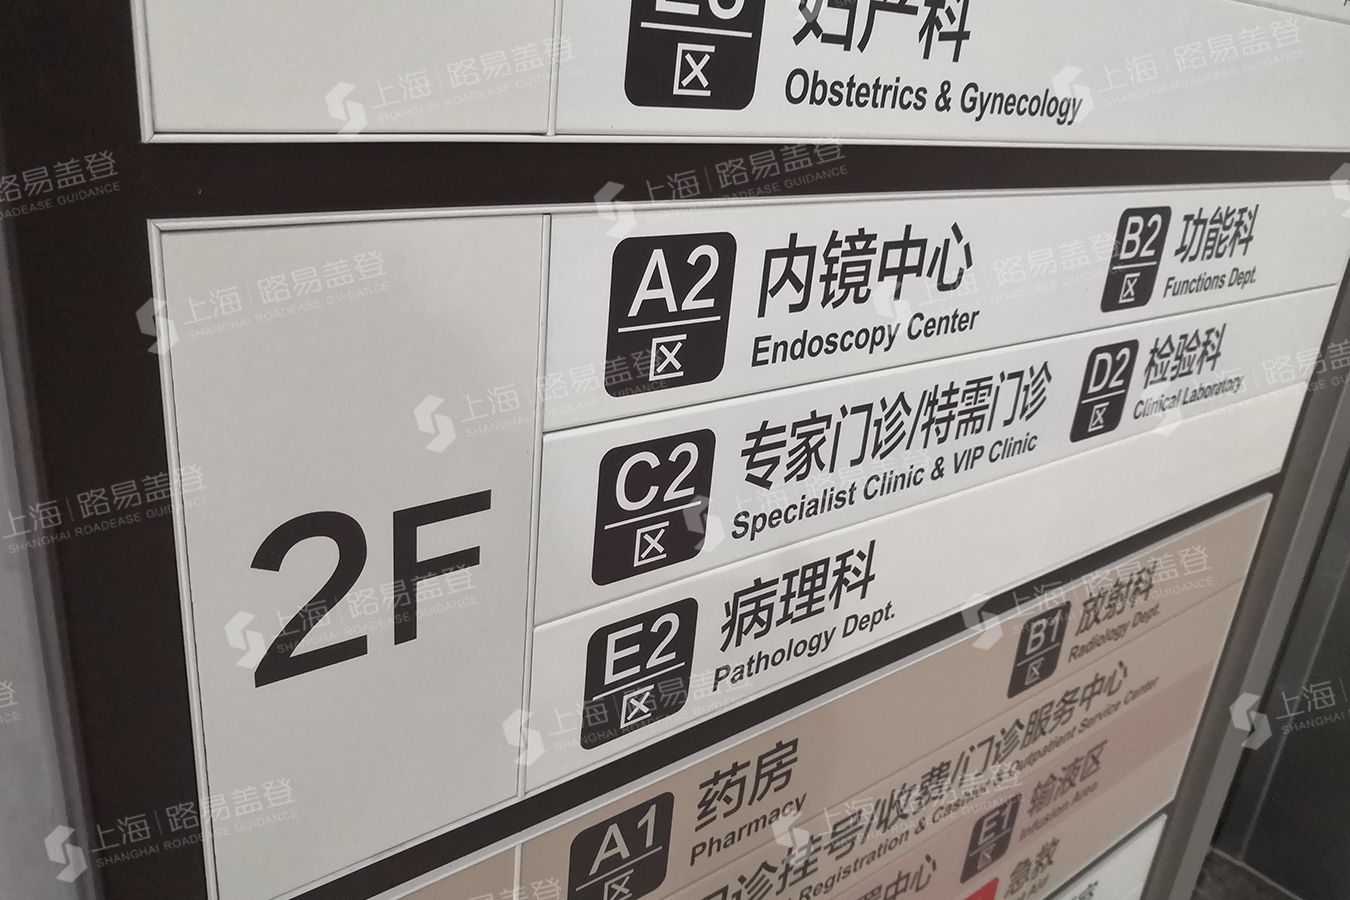 区
妇产科
Obstetrics & Gynecology
2F
A2
区
内镜中心
Endoscopy Center
B2
区
功能科
Functions Dept.
C2
区
专家门诊/特需门诊
Specialist Clinic & VIP Clinic
D2
区
检验科
Clinical Laboratory
E2
区
病理科
Pathology Dept.
B1
区
放射科
Radiology Dept.
A1
区
药房
Pharmacy
诊挂号/收费/门诊服务中心
Registration & Cashier & Outpatient Service Center
E1
区
输液区
Infusion Area
中心
急救
上海|路易盖登
SHANGHAI ROADEASE GUIDANCE